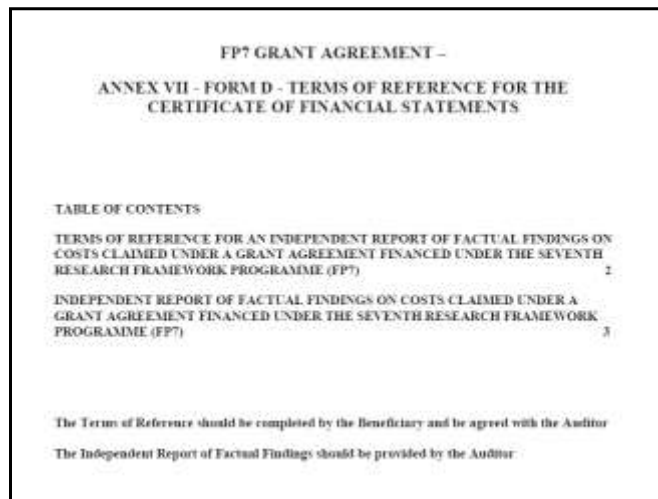 FP7 GRANT AGREEMENT –
ANNEX VII - FORM D - TERMS OF REFERENCE FOR THE
CERTIFICATE OF FINANCIAL STATEMENTS
TABLE OF CONTENTS
TERMS OF REFERENCE FOR AN INDEPENDENT REPORT OF FACTUAL FINDINGS ON
COSTS CLAIMED UNDER A GRANT AGREEMENT FINANCED UNDER THE SEVENTH
RESEARCH FRAMEWORK PROGRAMME (FP7) 2
INDEPENDENT REPORT OF FACTUAL FINDINGS ON COSTS CLAIMED UNDER A
GRANT AGREEMENT FINANCED UNDER THE SEVENTH RESEARCH FRAMEWORK
PROGRAMME (FP7) 3
The Terms of Reference should be completed by the Beneficiary and be agreed with the Auditor
The Independent Report of Factual Findings should be provided by the Auditor